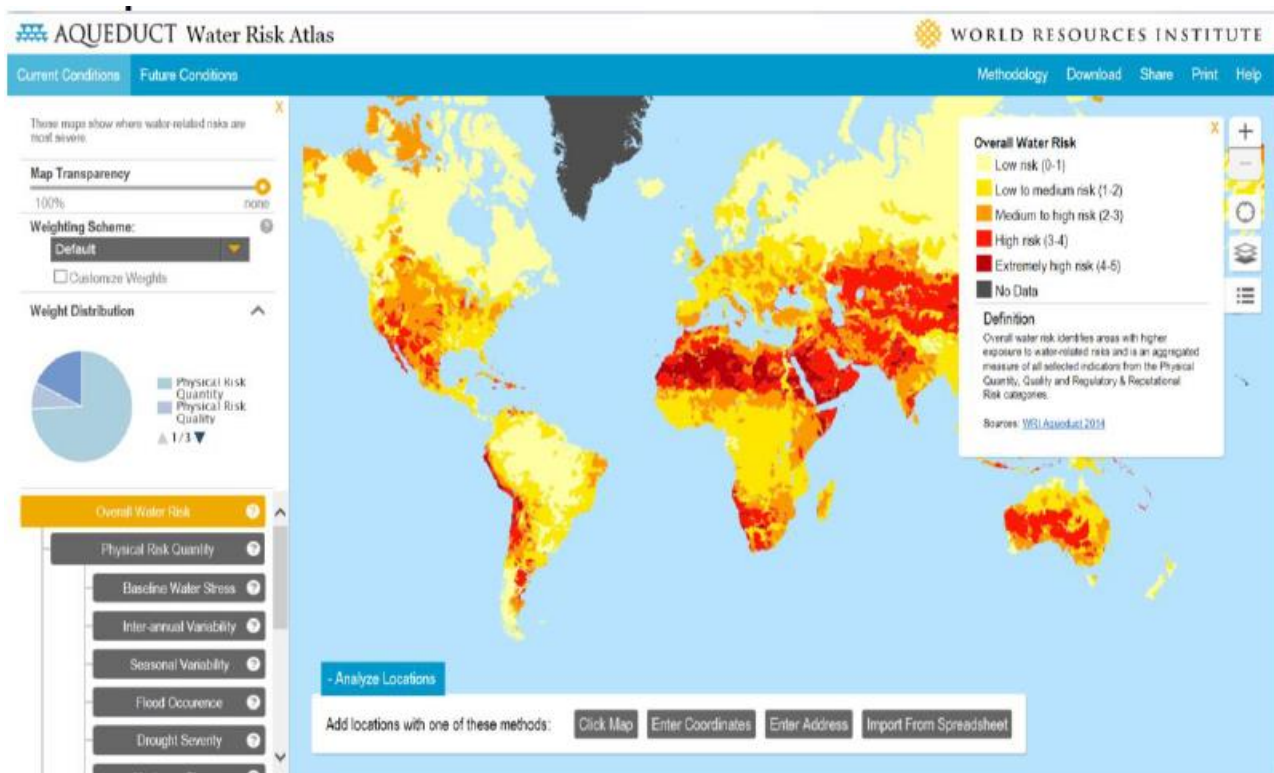 AQUEDUCT Water Risk Atlas
WORLD RESOURCES INSTITUTE
Current Conditions Future Conditions
Methodology Download Share Print Help
X
These maps show where water-related risks are
most severe.
Map Transparency
100% none
Weighting Scheme: ?
Default
Customize Weights
Weight Distribution
Physical Risk
Quantity
Physical Risk
Quality
1/3
Overall Water Risk ?
Physical Risk Quantity ?
Baseline Water Stress ?
Inter-annual Variability ?
Seasonal Variability ?
Flood Occurence ?
Drought Severity ?
X
Overall Water Risk
Low risk (0-1)
Low to medium risk (1-2)
Medium to high risk (2-3)
High risk (3-4)
Extremely high risk (4-5)
No Data
Definition
Overall water risk identifies areas with higher
exposure to water-related risks and is an aggregated
measure of all selected indicators from the Physical
Quantity, Quality and Regulatory & Reputational
Risk categories.
Sources: WRI Aqueduct 2014
- Analyze Locations
Add locations with one of these methods: Click Map Enter Coordinates Enter Address Import From Spreadsheet